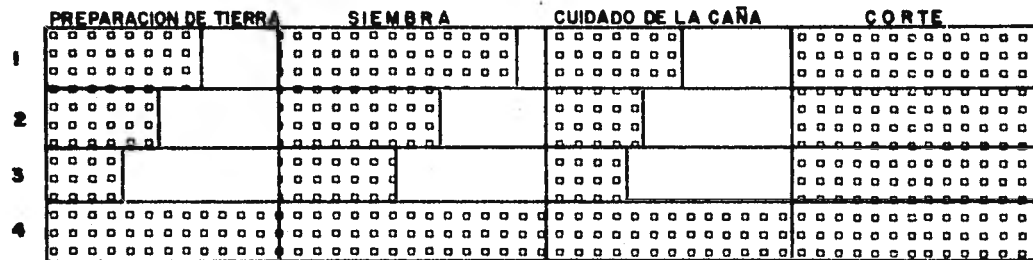 PREPARACION DE TIERRA SIEMBRA CUIDADO DE LA CAÑA CORTE
1
2
3
4